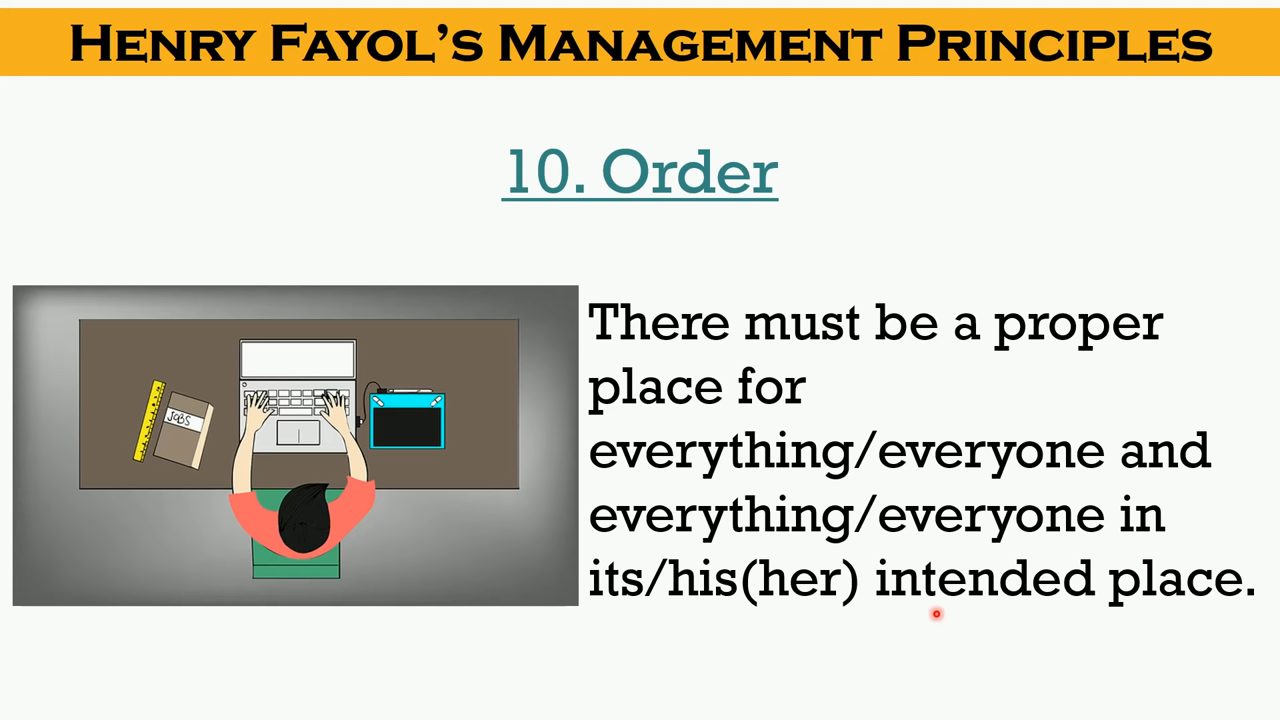 Henry Fayol's Management Principles
10. Order
JOBS
There must be a proper
place for
everything/everyone and
everything/everyone in
its/his(her) intended place.